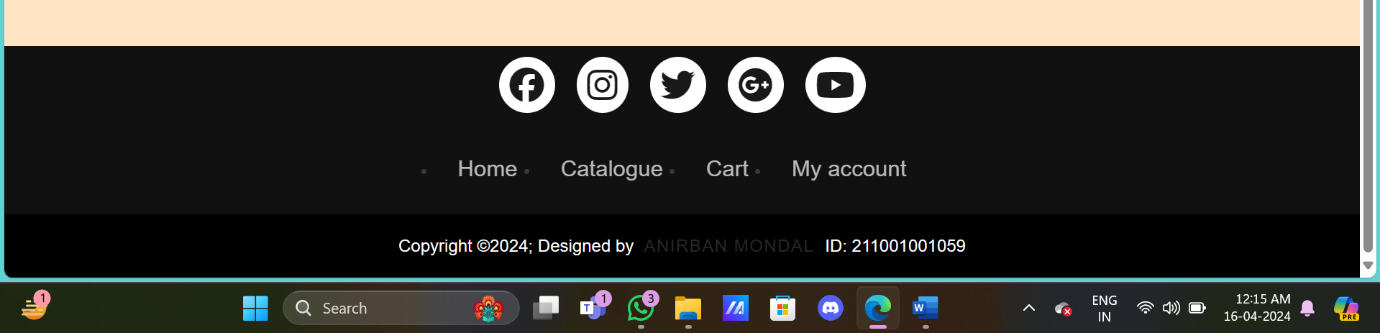 Home Catalogue Cart My account
Copyright ©2024; Designed by ANIRBAN MONDAL ID: 211001001059
1
Search
1
3
W
ENG
IN
12:15 AM
16-04-2024
PRE